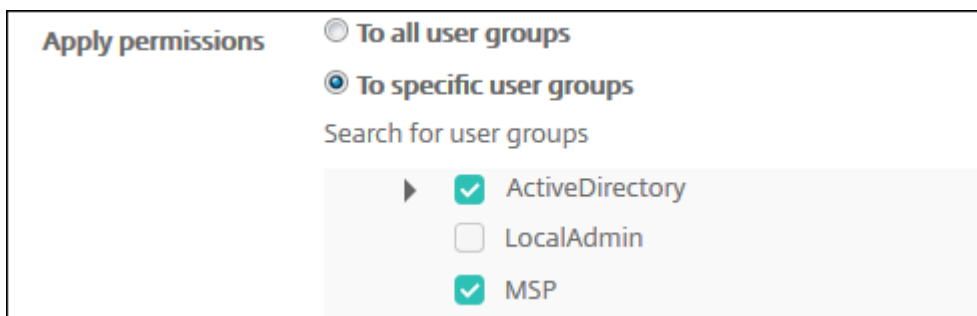 Apply permissions
To all user groups
To specific user groups
Search for user groups
ActiveDirectory
LocalAdmin
MSP